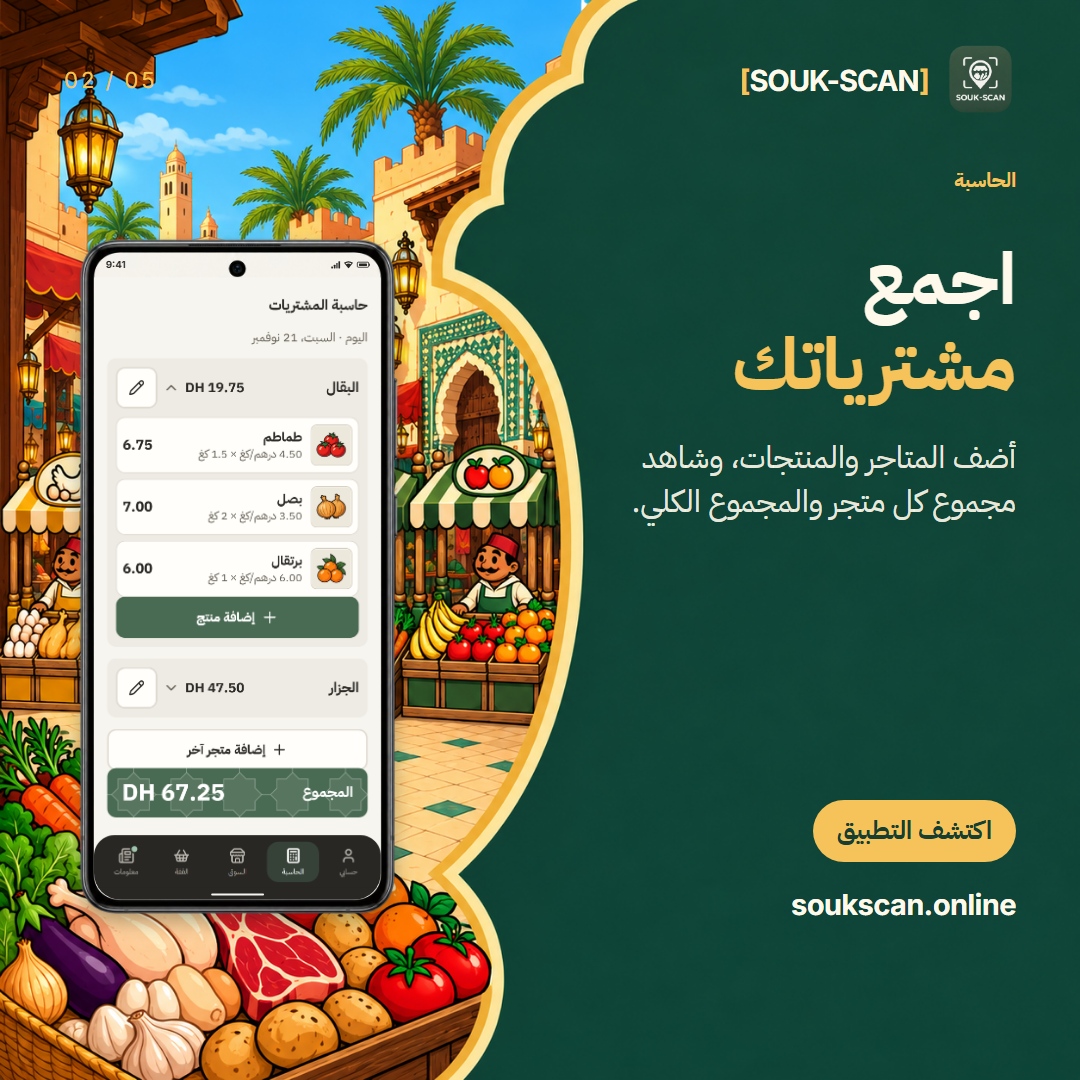 02 / 05
[SOUK-SCAN]
SOUK-SCAN
الحاسبة
اجمع
مشترياتك
أضف المتاجر والمنتجات، وشاهد
مجموع كل متجر والمجموع الكلي.
اكتشف التطبيق
soukscan.online
9:41
حاسبة المشتريات
اليوم · السبت، 21 نوفمبر
البقال
DH 19.75
طماطم
4.50 درهم/كغ × 1.5 كغ
6.75
بصل
3.50 درهم/كغ × 2 كغ
7.00
برتقال
6.00 درهم/كغ × 1 كغ
6.00
+ إضافة منتج
الجزار
DH 47.50
+ إضافة متجر آخر
المجموع
DH 67.25
حسابي
الحاسبة
السوق
القفة
معلومات